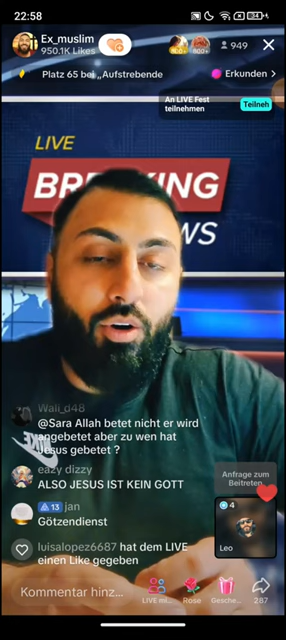 22:58
Ex_muslim
950.1K Likes
800+ 600+
949
Platz 65 bei „Aufstrebende
Erkunden
An LIVE Fest
teilnehmen
Teilneh
LIVE
BREAKING
NEWS
Wali_d48
@Sara Allah betet nicht er wird
angebetet aber zu wen hat
Jesus gebetet ?
eazy dizzy
ALSO JESUS IST KEIN GOTT
13 jan
Götzendienst
luisalopez6687 hat dem LIVE
einen Like gegeben
Anfrage zum
Beitreten
4
Leo
Kommentar hinz...
LIVE mi...
Rose
Gesche...
287